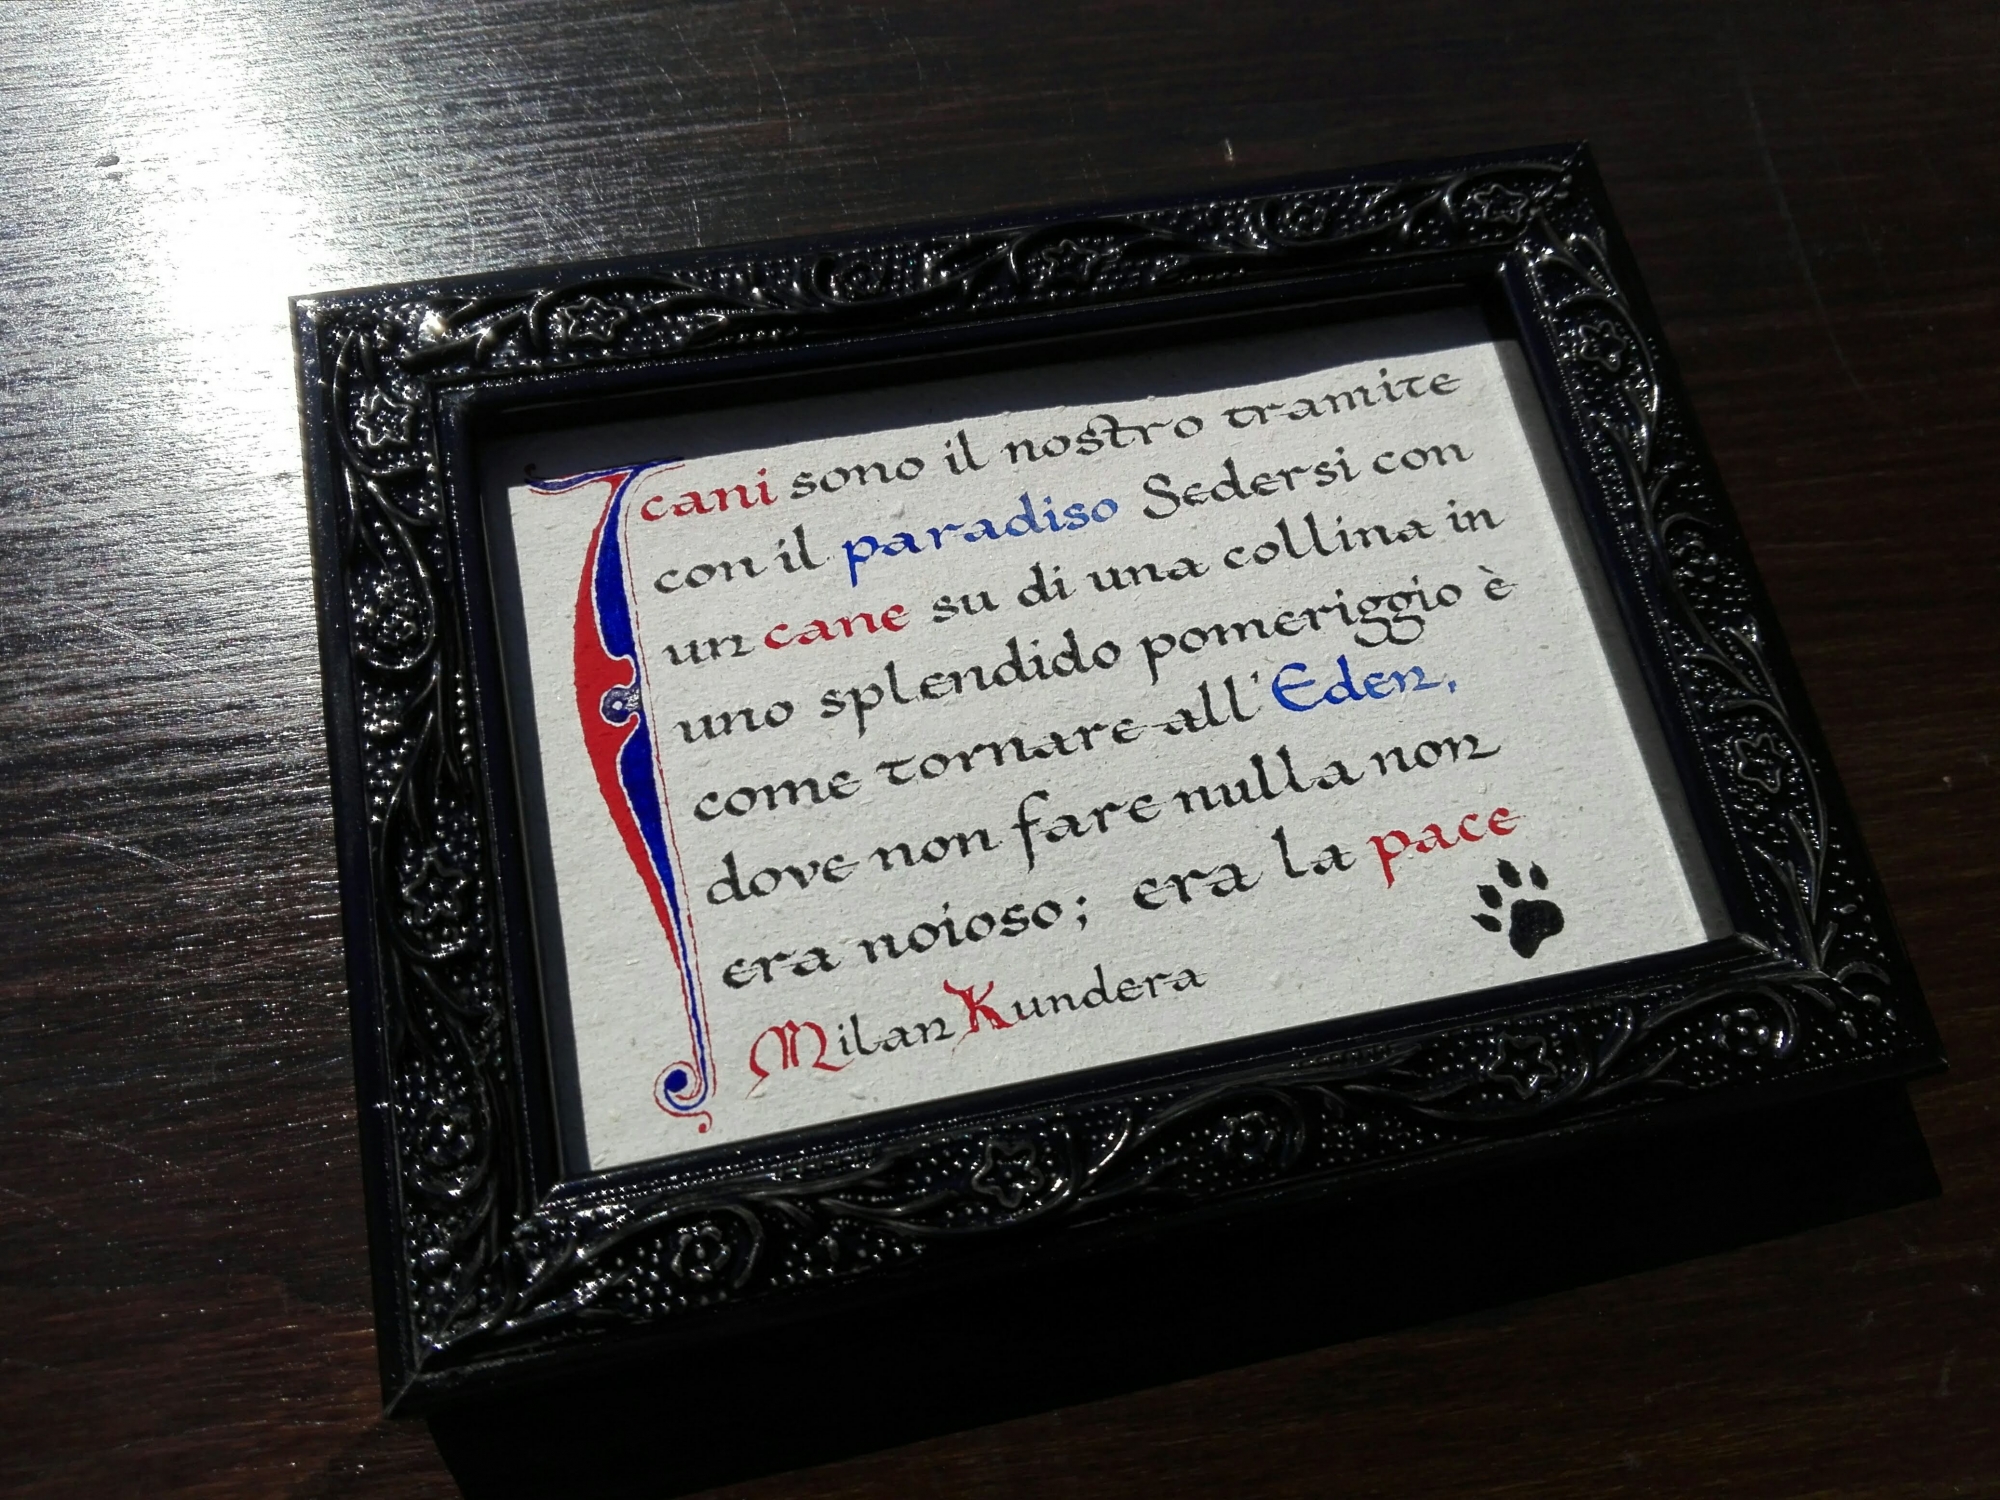 I cani sono il nostro tramite
con il paradiso Sedersi con
un cane su di una collina in
uno splendido pomeriggio è
come tornare all'Eden,
dove non fare nulla non
era noioso; era la pace
Milan Kundera